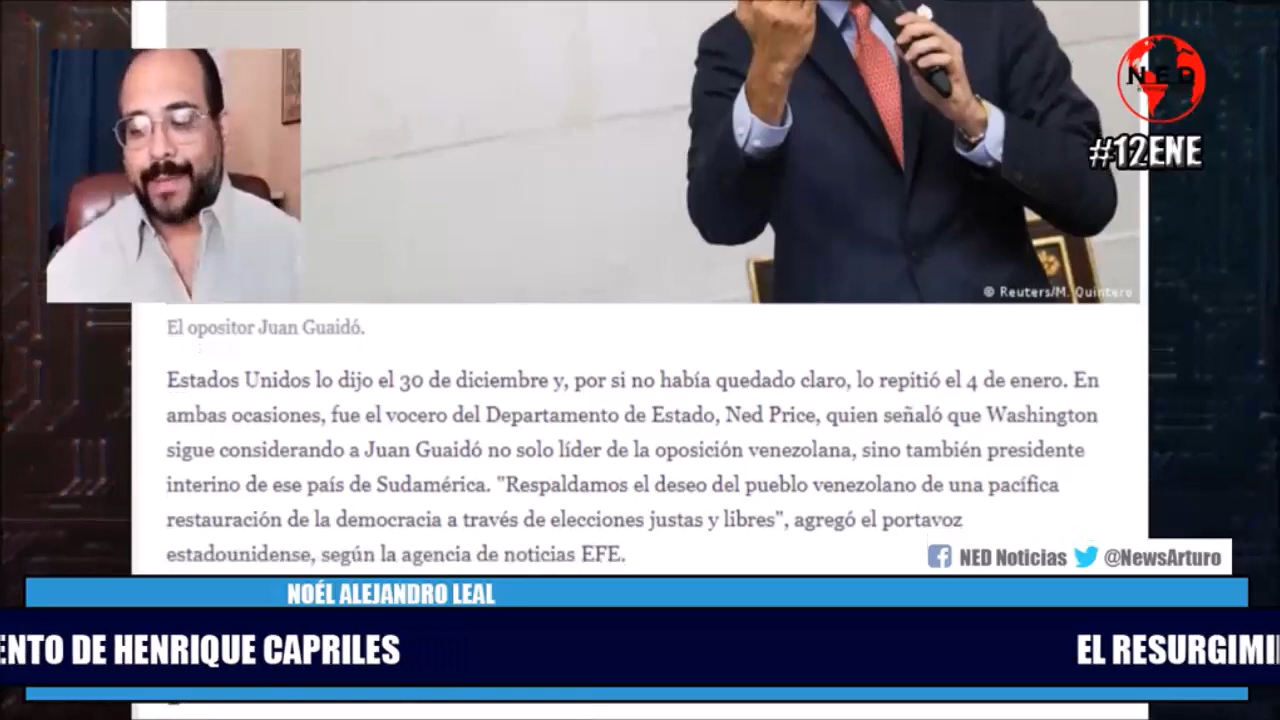 NED
#12ENE
© Reuters/M. Quintero
El opositor Juan Guaidó.
Estados Unidos lo dijo el 30 de diciembre y, por si no había quedado claro, lo repitió el 4 de enero. En
ambas ocasiones, fue el vocero del Departamento de Estado, Ned Price, quien señaló que Washington
sigue considerando a Juan Guaidó no solo líder de la oposición venezolana, sino también presidente
interino de ese país de Sudamérica. "Respaldamos el deseo del pueblo venezolano de una pacífica
restauración de la democracia a través de elecciones justas y libres", agregó el portavoz
estadounidense, según la agencia de noticias EFE.
NED Noticias @NewsArturo
NOÉL ALEJANDRO LEAL
ENTO DE HENRIQUE CAPRILES EL RESURGIMI